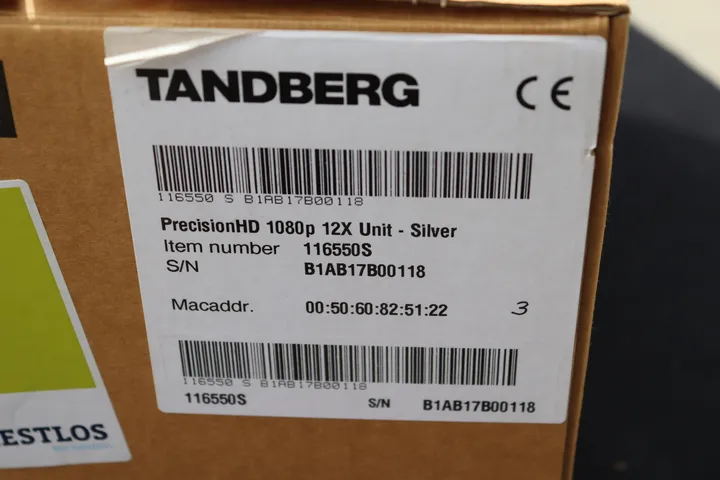 TANDBERG CE
116550 S B1AB17B00118
PrecisionHD 1080p 12X Unit - Silver
Item number 116550S
S/N B1AB17B00118
Macaddr. 00:50:60:82:51:22 3
116550 S B1AB17B00118
116550S S/N B1AB17B00118
ESTLOS